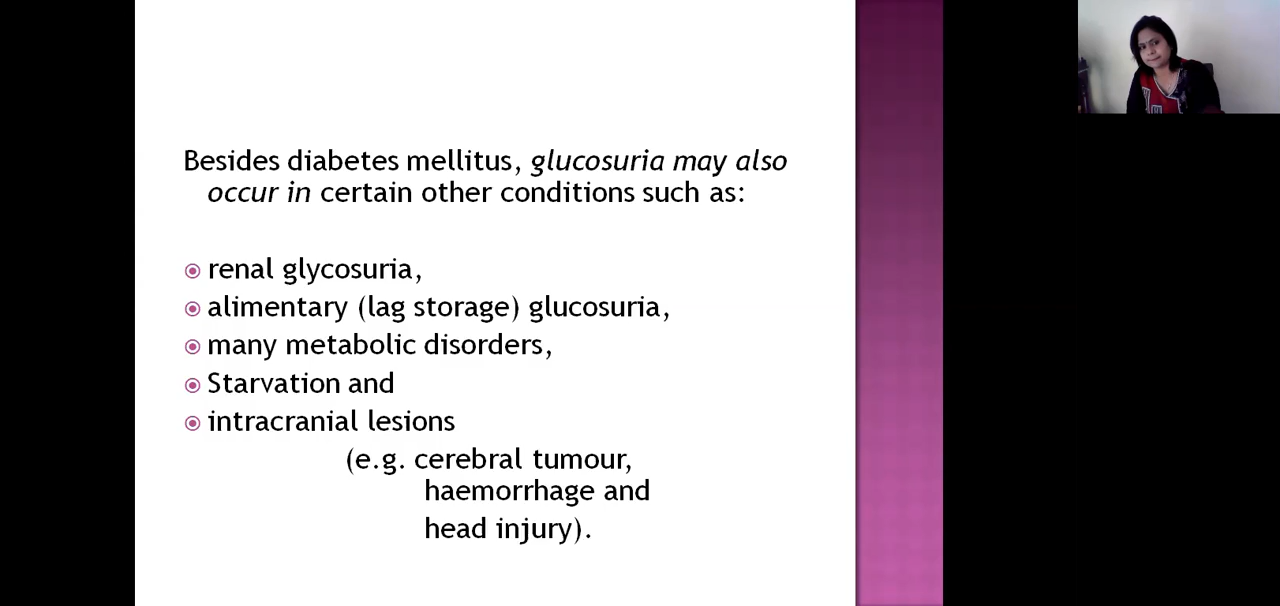 Besides diabetes mellitus, glucosuria may also
occur in certain other conditions such as:
renal glycosuria,
alimentary (lag storage) glucosuria,
many metabolic disorders,
Starvation and
intracranial lesions
(e.g. cerebral tumour,
haemorrhage and
head injury).